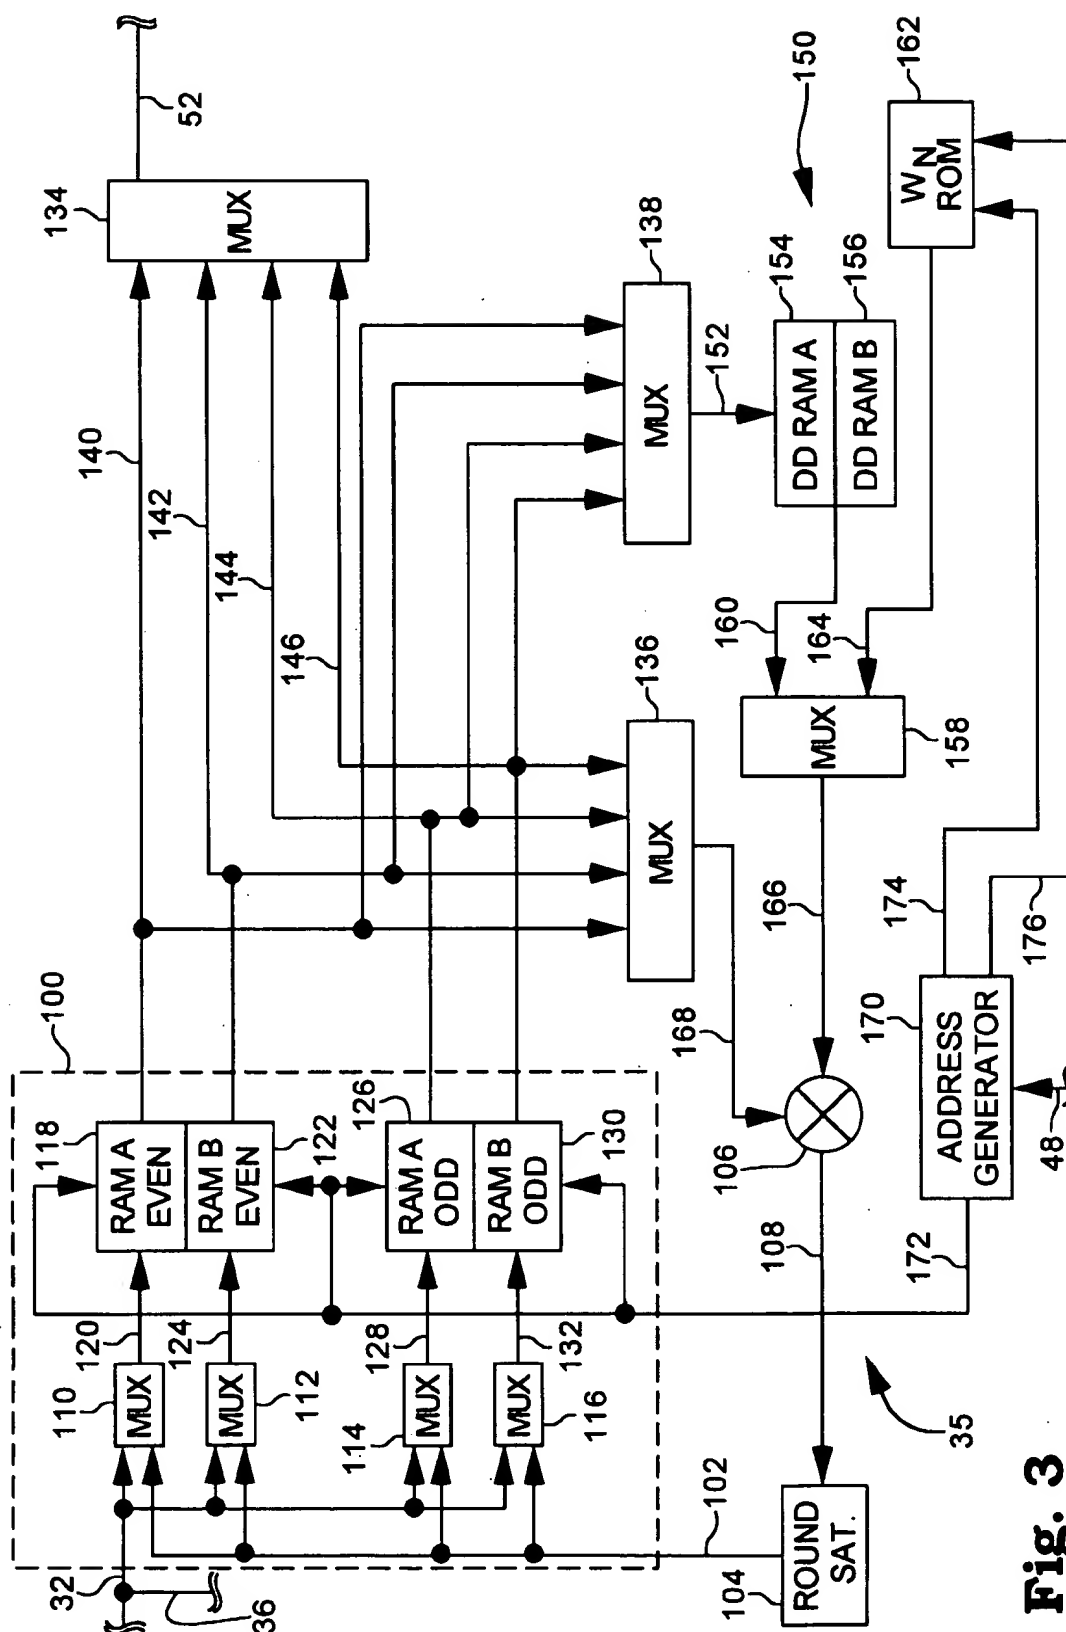 32
36
100
110
MUX
120
118
RAM A
EVEN
112
MUX
124
RAM B
EVEN
122
114
MUX
128
126
RAM A
ODD
116
MUX
132
RAM B
ODD
130
102
104
ROUND
SAT.
108
106
168
166
140
142
144
146
134
MUX
52
136
MUX
138
MUX
152
150
154
DD RAM A
156
DD RAM B
160
164
MUX
158
162
WN
ROM
170
ADDRESS
GENERATOR
172
174
176
48
35
Fig. 3